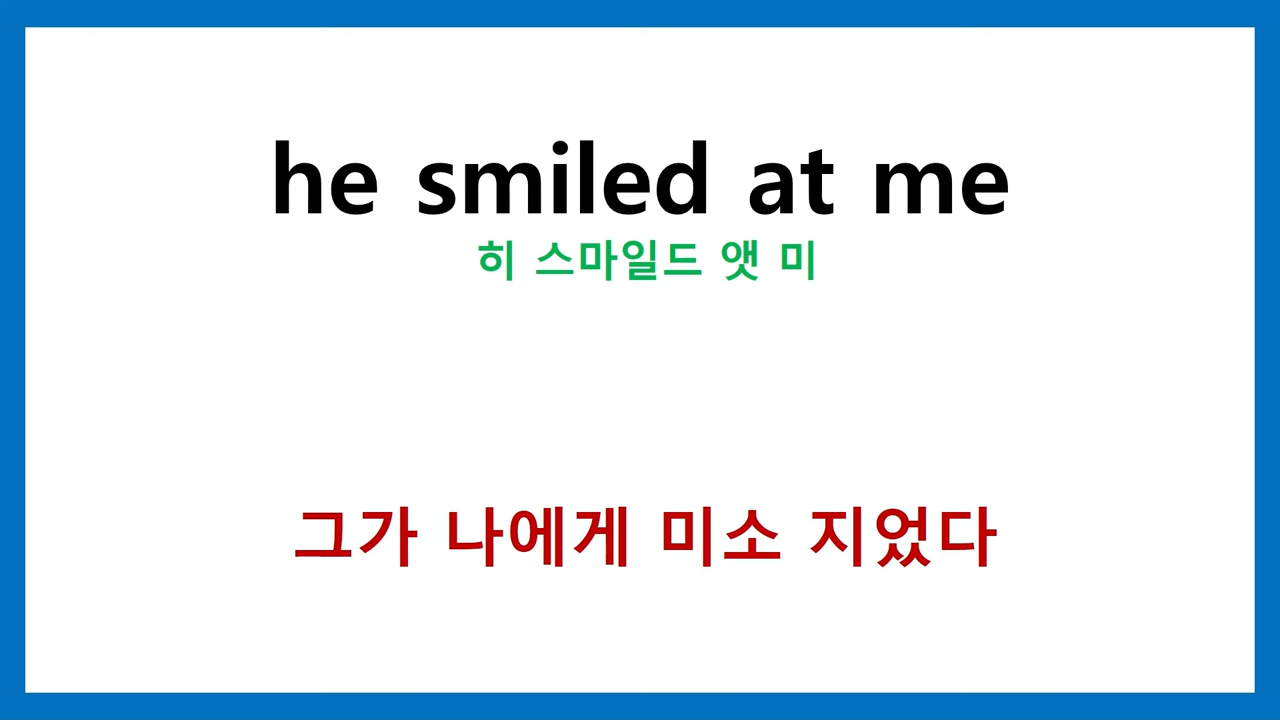 he smiled at me
히 스마일드 앳 미
그가 나에게 미소 지었다